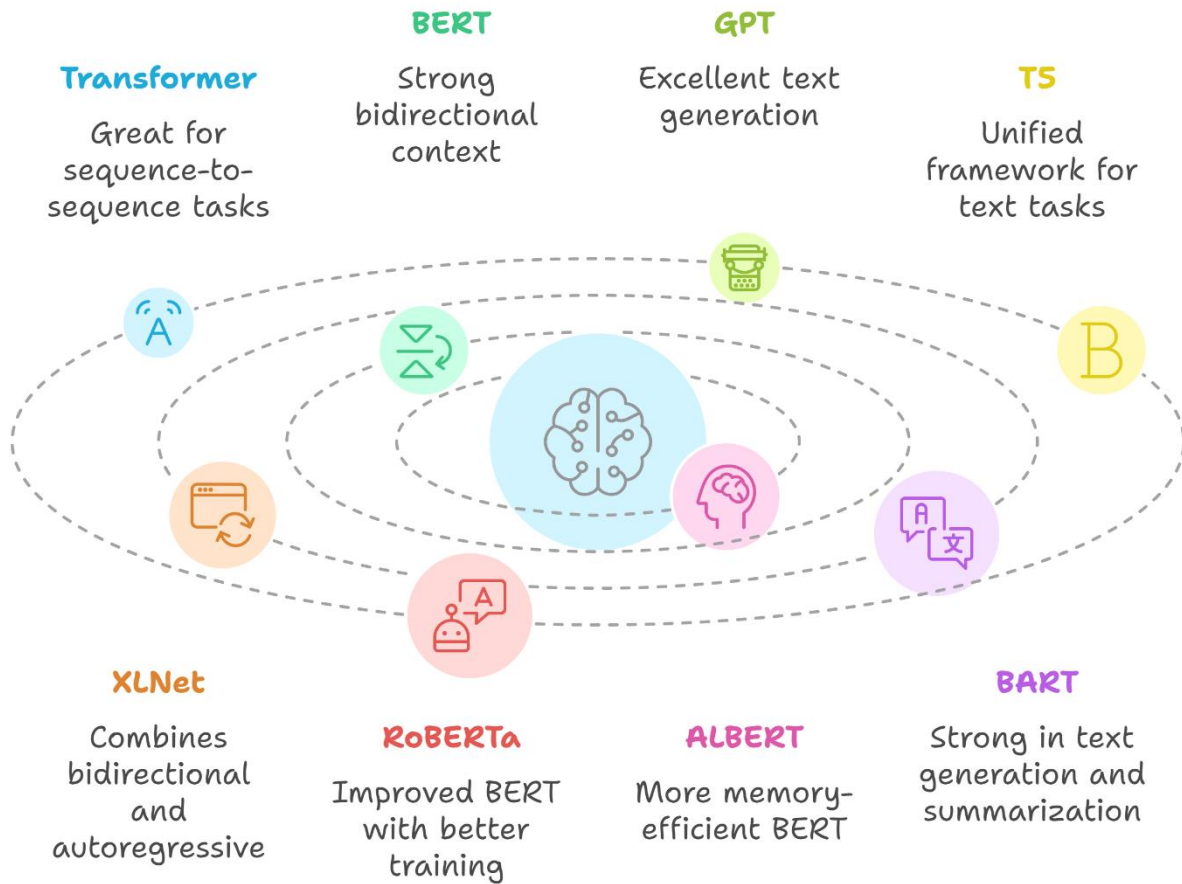 Transformer
Great for
sequence-to-
sequence tasks
BERT
Strong
bidirectional
context
GPT
Excellent text
generation
T5
Unified
framework for
text tasks
A
B
A
文
A
XLNet
Combines
bidirectional
and
autoregressive
RoBERTa
Improved BERT
with better
training
ALBERT
More memory-
efficient BERT
BART
Strong in text
generation and
summarization